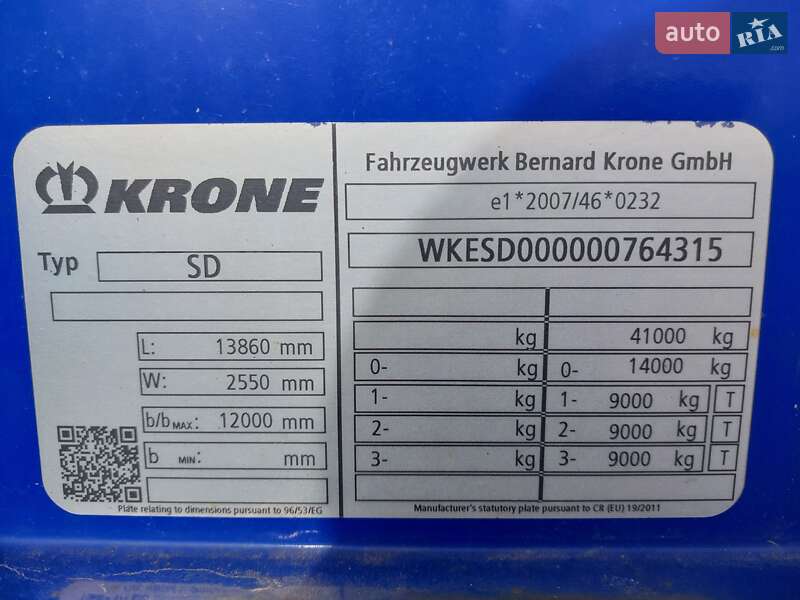 auto RIA.com
KRONE
Typ SD
L: 13860 mm
W: 2550 mm
b/b MAX: 12000 mm
b MIN: mm
Plate relating to dimensions pursuant to 96/53/EG
Fahrzeugwerk Bernard Krone GmbH
e1*2007/46*0232
WKESD000000764315
kg 41000 kg
0- kg 0- 14000 kg
1- kg 1- 9000 kg T
2- kg 2- 9000 kg T
3- kg 3- 9000 kg T
Manufacturer's statutory plate pursuant to CR (EU) 19/2011